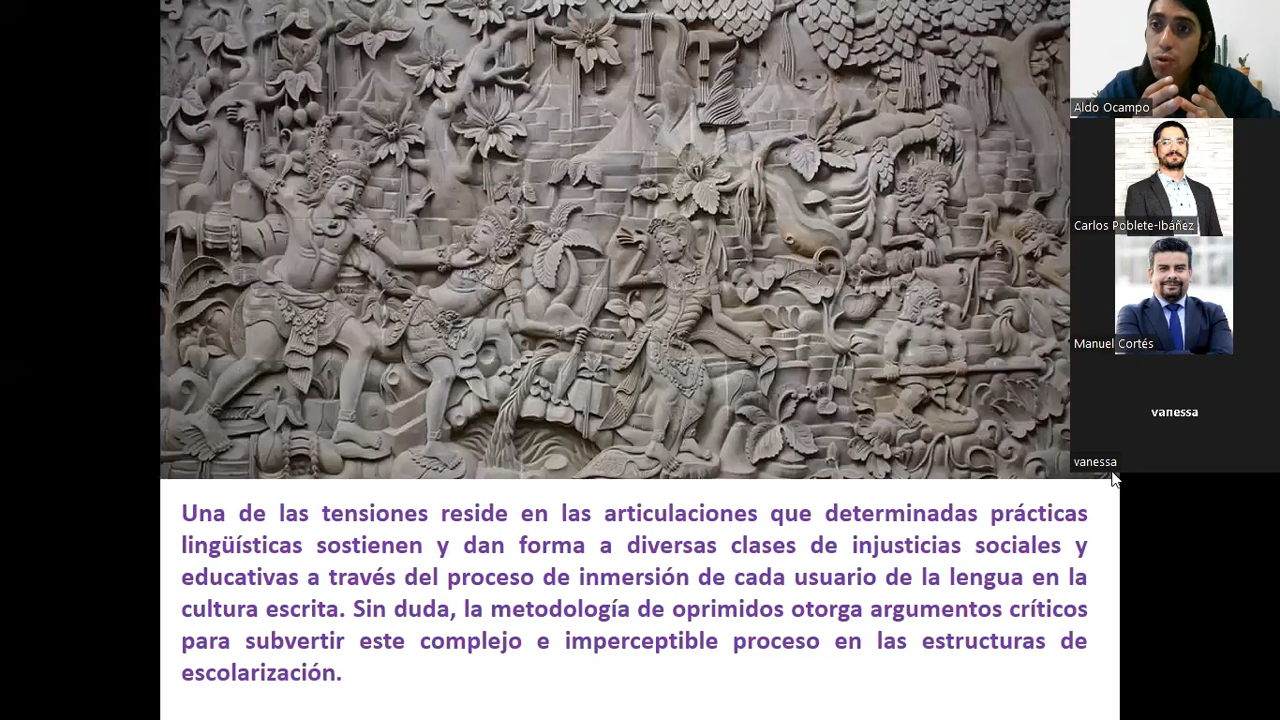 Aldo Ocampo
Carlos Poblete-Ibáñez
Manuel Cortés
vanessa
vanessa
Una de las tensiones reside en las articulaciones que determinadas prácticas
lingüísticas sostienen y dan forma a diversas clases de injusticias sociales y
educativas a través del proceso de inmersión de cada usuario de la lengua en la
cultura escrita. Sin duda, la metodología de oprimidos otorga argumentos críticos
para subvertir este complejo e imperceptible proceso en las estructuras de
escolarización.